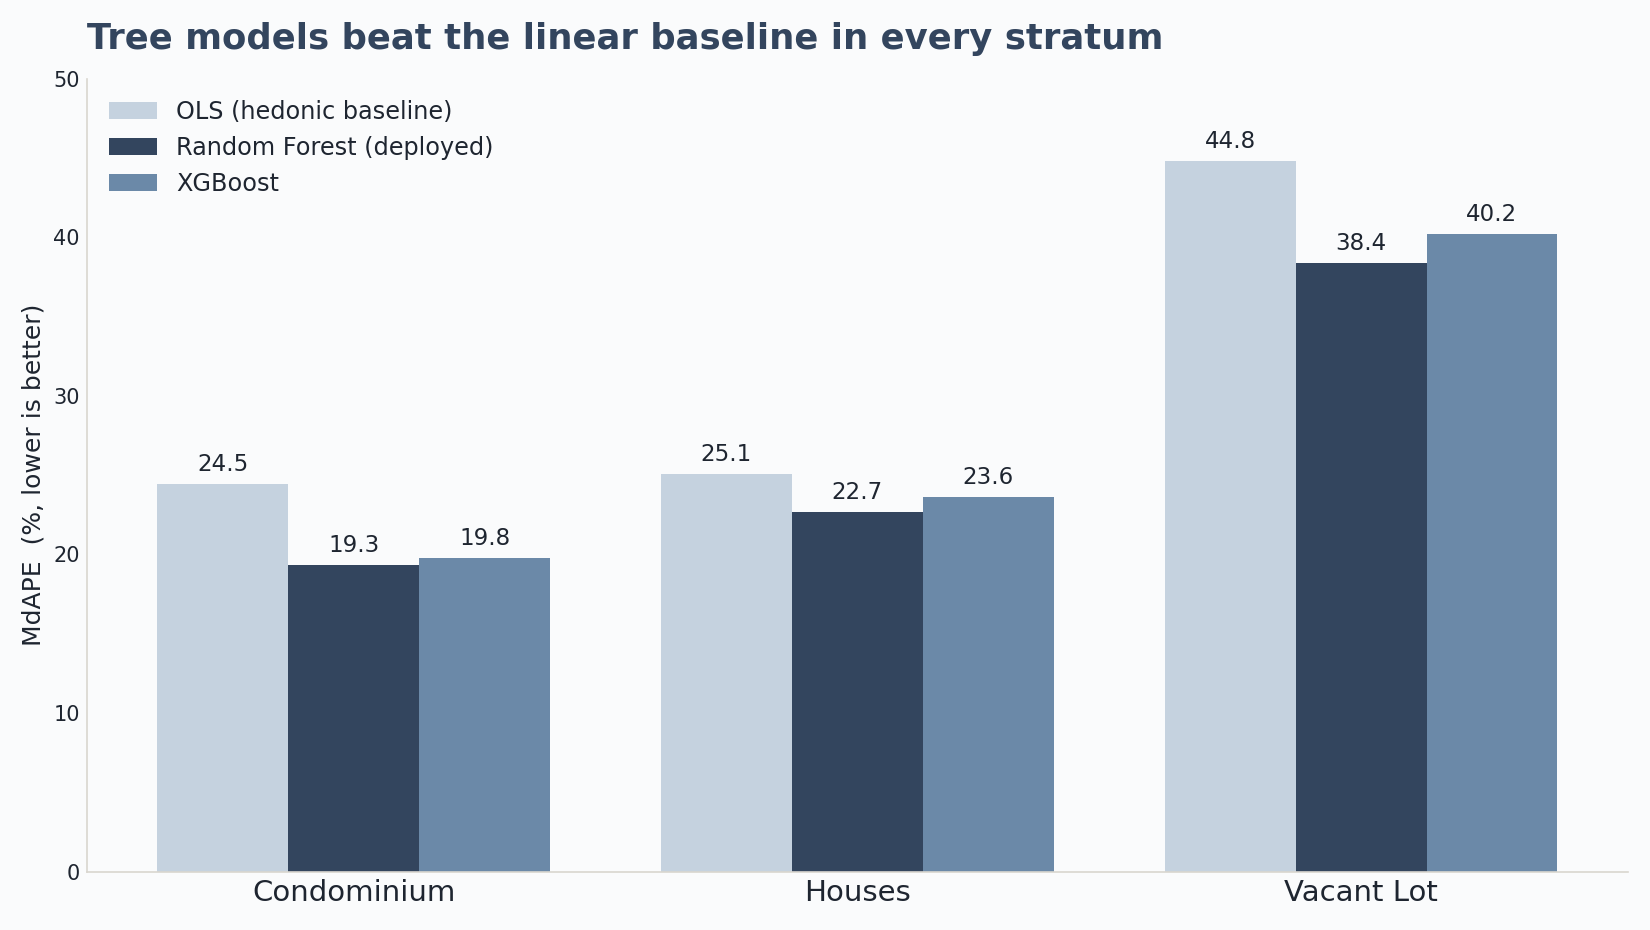 Tree models beat the linear baseline in every stratum
MdAPE (%, lower is better)
50
40
30
20
10
0
OLS (hedonic baseline)
Random Forest (deployed)
XGBoost
24.5
19.3
19.8
25.1
22.7
23.6
44.8
38.4
40.2
Condominium
Houses
Vacant Lot